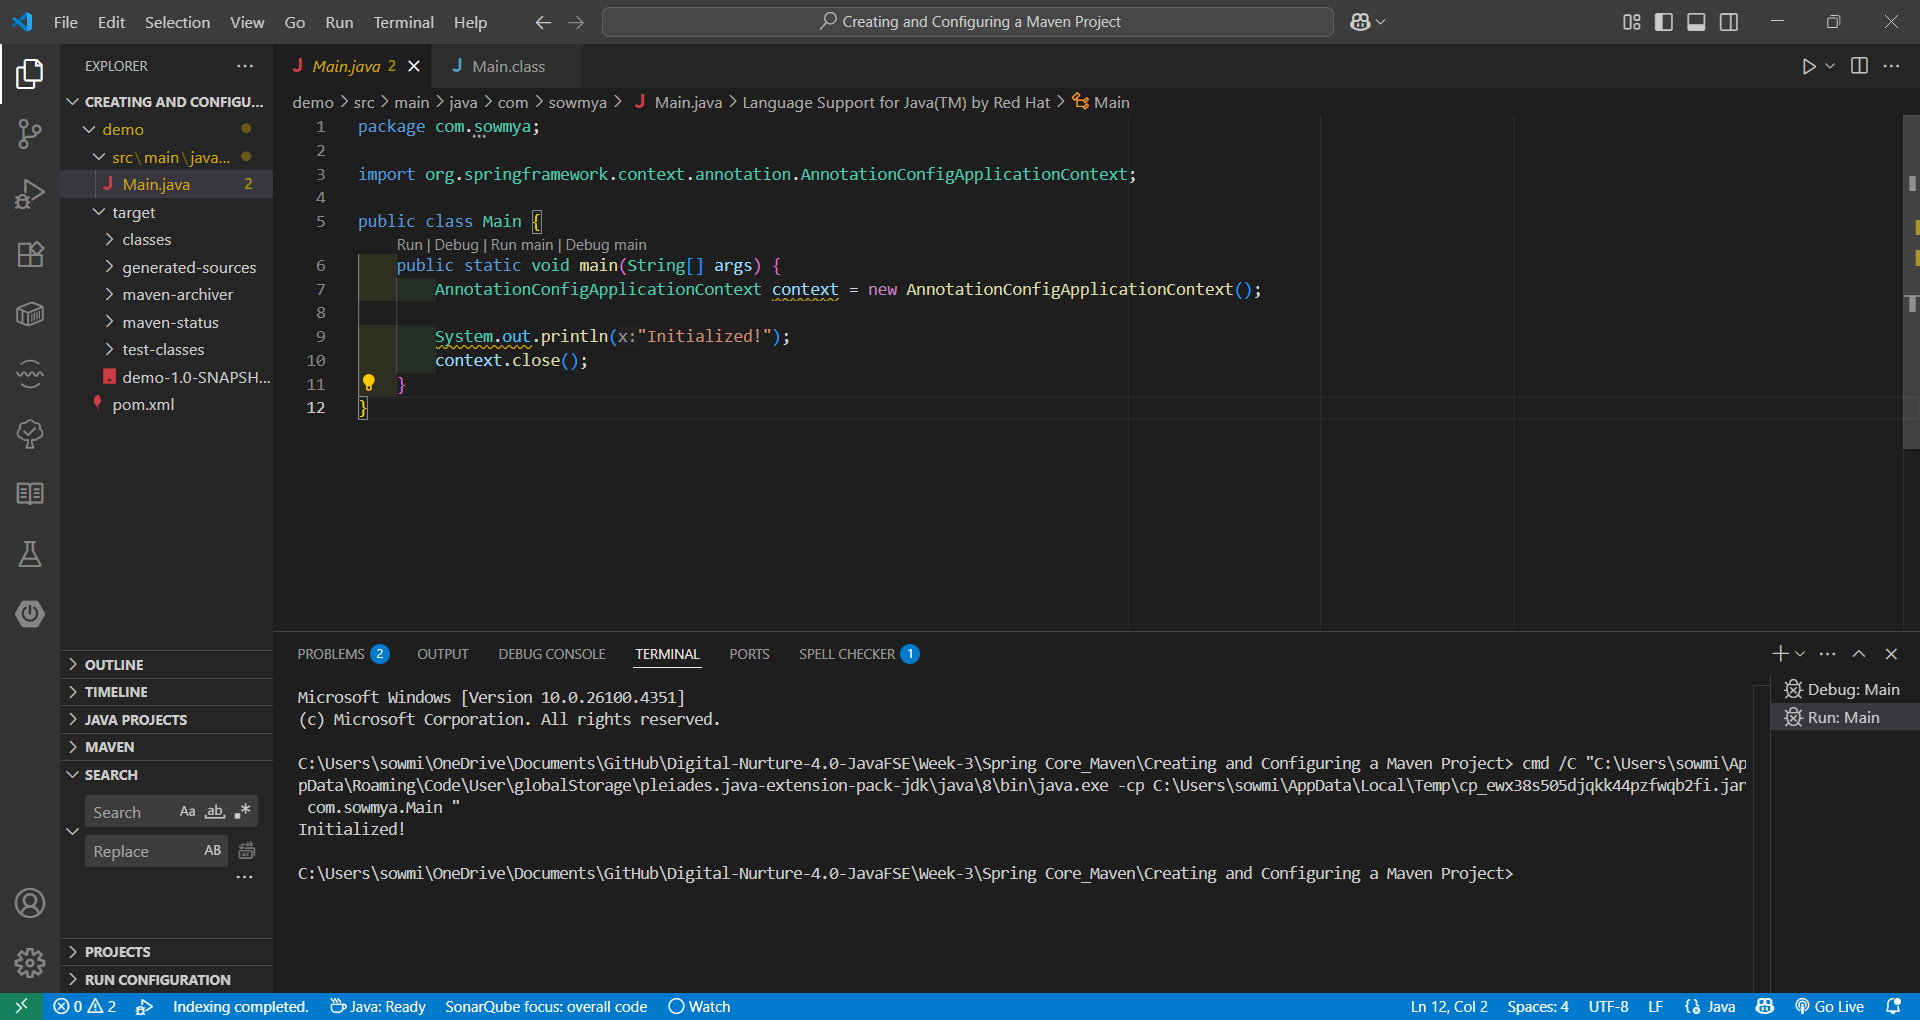 File Edit Selection View Go Run Terminal Help
Creating and Configuring a Maven Project
EXPLORER
CREATING AND CONFIGU...
demo
src\main\java...
Main.java 2
target
classes
generated-sources
maven-archiver
maven-status
test-classes
demo-1.0-SNAPSH...
pom.xml
OUTLINE
TIMELINE
JAVA PROJECTS
MAVEN
SEARCH
Search Aa ab
Replace AB
PROJECTS
RUN CONFIGURATION
Main.java 2
Main.class
demo > src > main > java > com > sowmya > Main.java > Language Support for Java(TM) by Red Hat > Main
1 package com.sowmya;
2
3 import org.springframework.context.annotation.AnnotationConfigApplicationContext;
4
5 public class Main {
Run | Debug | Run main | Debug main
6 public static void main(String[] args) {
7 AnnotationConfigApplicationContext context = new AnnotationConfigApplicationContext();
8
9 System.out.println(x:"Initialized!");
10 context.close();
11 }
12 }
PROBLEMS 2 OUTPUT DEBUG CONSOLE TERMINAL PORTS SPELL CHECKER 1
Microsoft Windows [Version 10.0.26100.4351]
(c) Microsoft Corporation. All rights reserved.
C:\Users\sowmi\OneDrive\Documents\GitHub\Digital-Nurture-4.0-JavaFSE\Week-3\Spring Core_Maven\Creating and Configuring a Maven Project> cmd /C "C:\Users\sowmi\Ap
pData\Roaming\Code\User\globalStorage\pleiades.java-extension-pack-jdk\java\8\bin\java.exe -cp C:\Users\sowmi\AppData\Local\Temp\cp_ewx38s505djqkk44pzfwqb2fi.jar
com.sowmya.Main "
Initialized!
C:\Users\sowmi\OneDrive\Documents\GitHub\Digital-Nurture-4.0-JavaFSE\Week-3\Spring Core_Maven\Creating and Configuring a Maven Project>
Debug: Main
Run: Main
0 2 Indexing completed. Java: Ready SonarQube focus: overall code Watch Ln 12, Col 2 Spaces: 4 UTF-8 LF {} Java Go Live